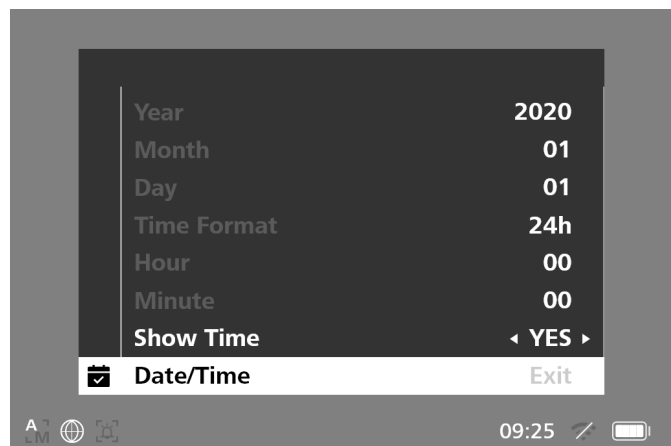 Year 2020
Month 01
Day 01
Time Format 24h
Hour 00
Minute 00
Show Time YES
Date/Time Exit
A M 09:25